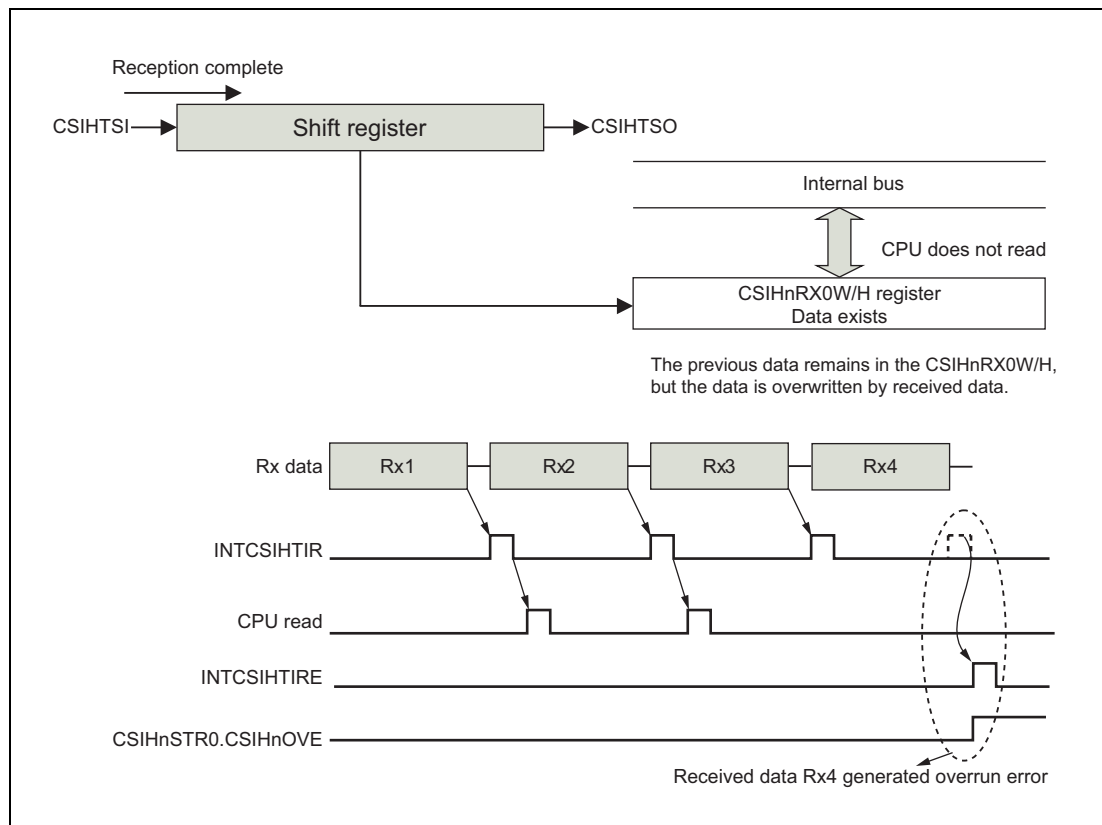 Reception complete
CSIHTSI
Shift register
CSIHTSO
Internal bus
CPU does not read
CSIHnRX0W/H register
Data exists
The previous data remains in the CSIHnRX0W/H,
but the data is overwritten by received data.
Rx data
Rx1
Rx2
Rx3
Rx4
INTCSIHTIR
CPU read
INTCSIHTIRE
CSIHnSTR0.CSIHnOVE
Received data Rx4 generated overrun error